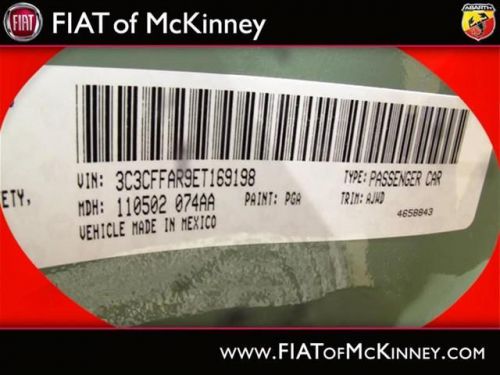 FIAT
FIAT of McKinney
ABARTH
VIN: 3C3CFFAR9ET169198
TYPE: PASSENGER CAR
ETY,
MDH: 110502 074AA
PAINT: PGA
TRIM: AJWD
VEHICLE MADE IN MEXICO
4658843
www.FIATofMcKinney.com